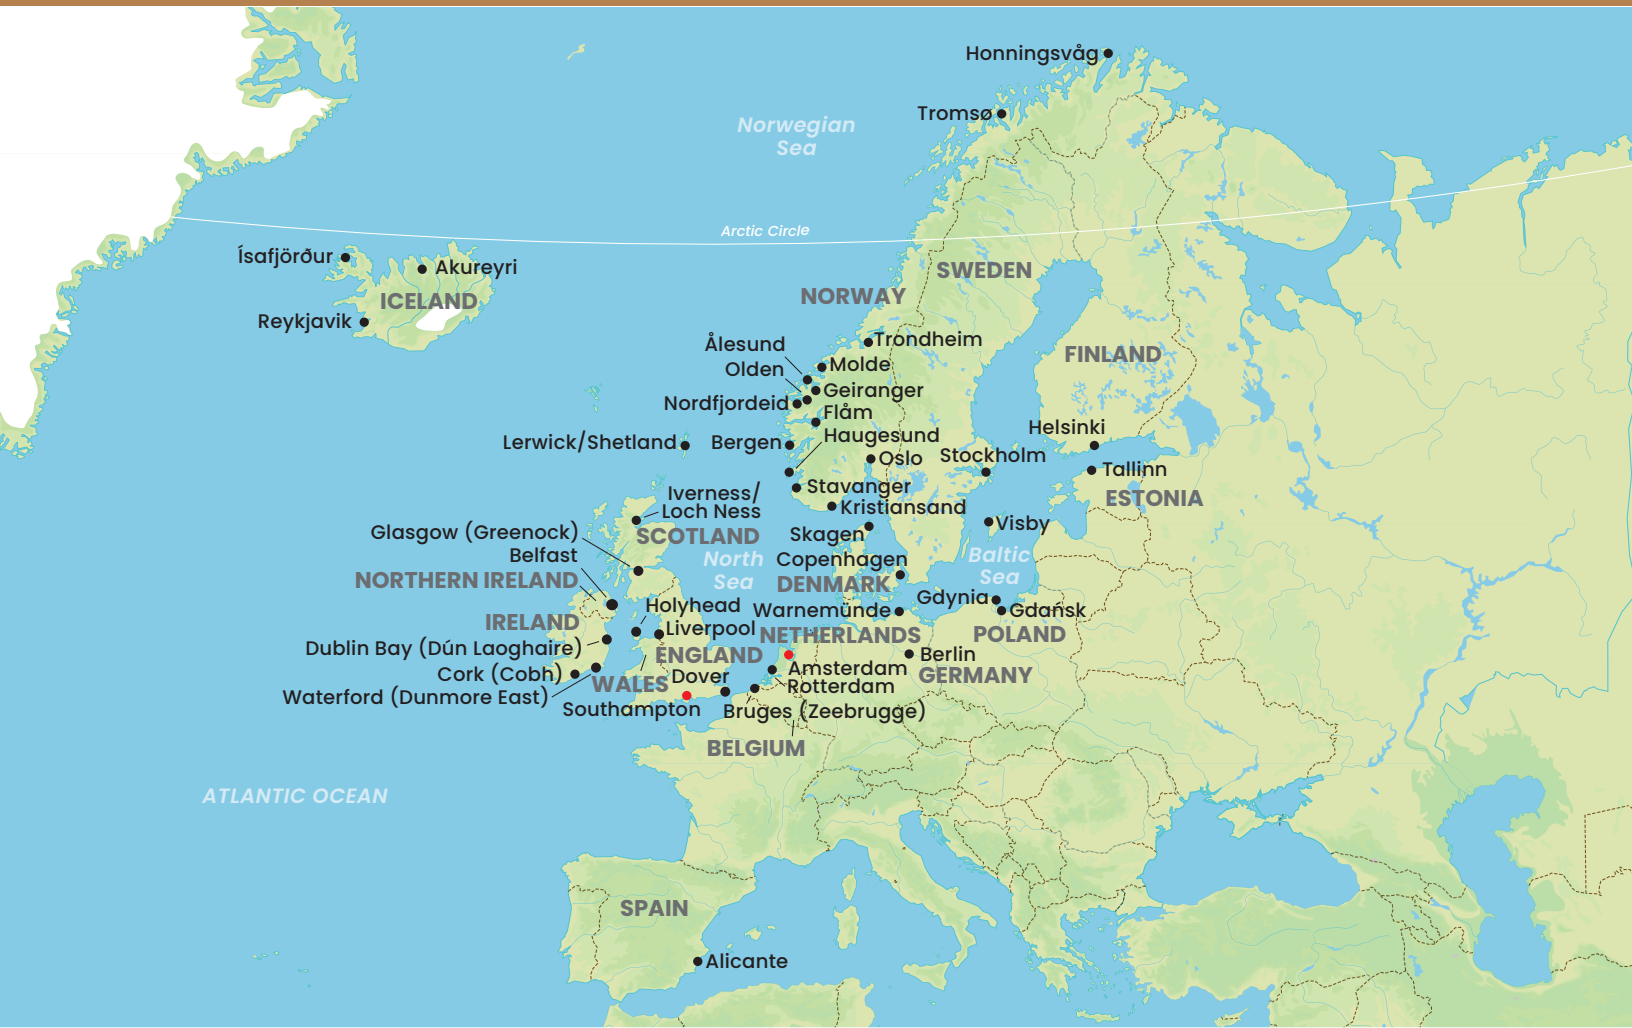 Honningsvåg
Tromsø
Norwegian
Sea
Arctic Circle
Ísafjörður
Akureyri
ICELAND
Reykjavik
SWEDEN
NORWAY
Trondheim
Ålesund
Molde
FINLAND
Olden
Geiranger
Nordfjordeid
Flåm
Haugesund
Helsinki
Lerwick/Shetland
Bergen
Oslo
Stockholm
Tallinn
ESTONIA
Stavanger
Iverness/
Loch Ness
Kristiansand
Visby
Glasgow (Greenock)
SCOTLAND
Skagen
Belfast
North
Sea
Copenhagen
Baltic
Sea
NORTHERN IRELAND
DENMARK
Gdynia
Holyhead
Warnemünde
Gdańsk
IRELAND
Liverpool
NETHERLANDS
POLAND
Dublin Bay (Dún Laoghaire)
ENGLAND
Berlin
Amsterdam
Cork (Cobh)
Dover
GERMANY
WALES
Rotterdam
Waterford (Dunmore East)
Southampton
Bruges (Zeebrugge)
BELGIUM
ATLANTIC OCEAN
SPAIN
Alicante